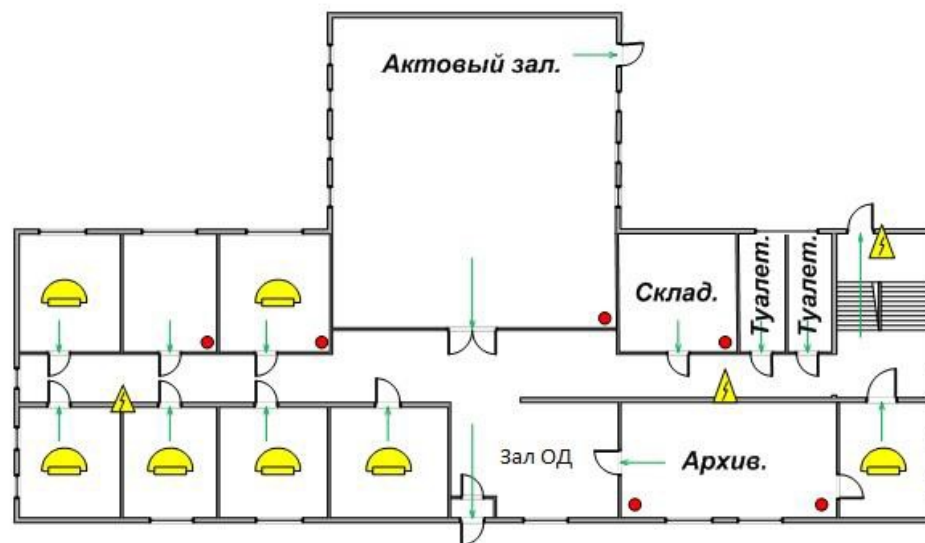 Актовый зал.
Склад.
Туалет.
Туалет.
Зал ОД
Архив.